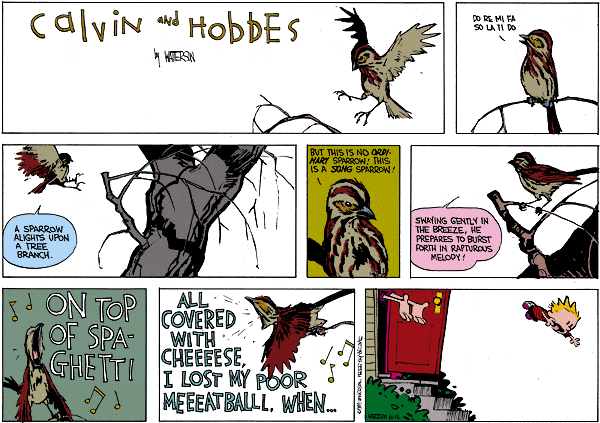 Calvin and Hobbes
by WATERSON
DO RE MI FA
SO LA TI DO
A SPARROW
ALIGHTS UPON
A TREE
BRANCH.
BUT THIS IS NO ORDI-
NARY SPARROW! THIS
IS A SONG SPARROW!
SWAYING GENTLY IN
THE BREEZE, HE
PREPARES TO BURST
FORTH IN RAPTUROUS
MELODY!
ON TOP
OF SPA-
GHETTI
ALL
COVERED
WITH
CHEEEESE,
I LOST MY POOR
MEEEATBALLL, WHEN...